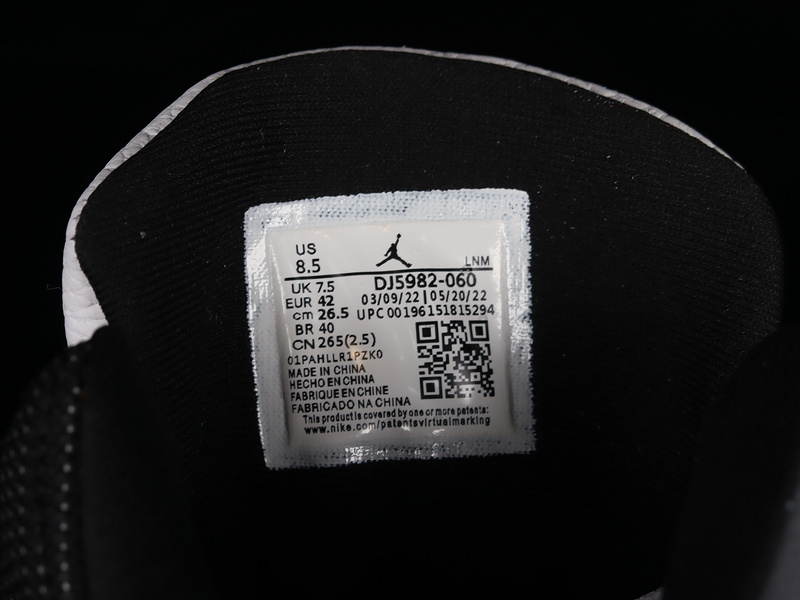 US
8.5
LNM
UK 7.5 DJ5982-060
EUR 42 03/09/22 | 05/20/22
cm 26.5 UPC 00196151815294
BR 40
CN 265(2.5)
01PAHLLR1PZK0
MADE IN CHINA
HECHO EN CHINA
FABRIQUE EN CHINE
FABRICADO NA CHINA
This product is covered by one or more patents:
www.nike.com/patentsvirtualmarking